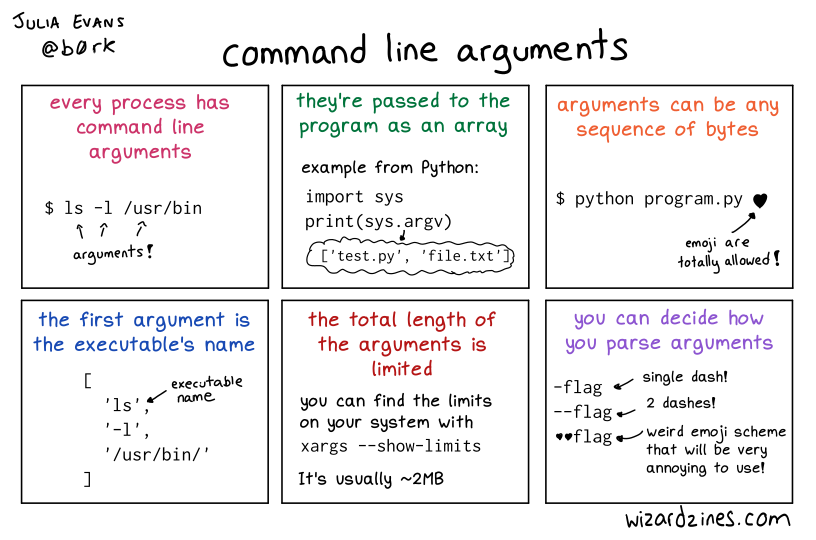 JULIA EVANS
@b0rk
command line arguments
every process has
command line
arguments
$ ls -l /usr/bin
arguments!
they're passed to the
program as an array
example from Python:
import sys
print(sys.argv)
['test.py', 'file.txt']
arguments can be any
sequence of bytes
$ python program.py ♥
emoji are
totally allowed!
the first argument is
the executable's name
[
'ls',
executable
name
'-l',
'/usr/bin/'
]
the total length of
the arguments is
limited
you can find the limits
on your system with
xargs --show-limits
It's usually ~2MB
you can decide how
you parse arguments
-flag
single dash!
--flag
2 dashes!
♥♥flag
weird emoji scheme
that will be very
annoying to use!
wizardzines.com